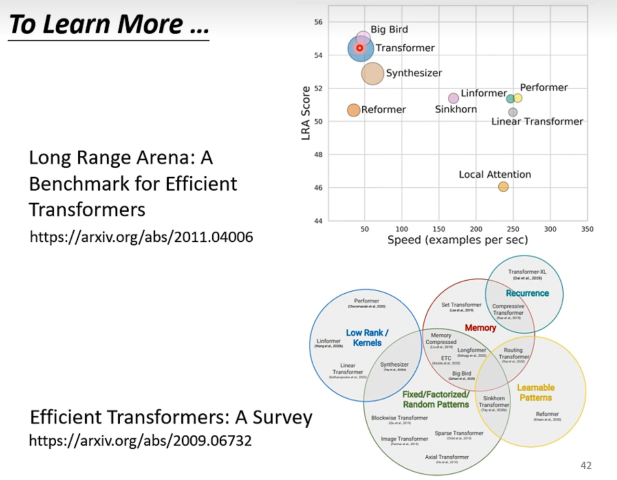 To Learn More ...
56
54
52
50
48
46
44
LRA Score
Big Bird
Transformer
Synthesizer
Performer
Linformer
Reformer
Sinkhorn
Linear Transformer
Local Attention
50
100
150
200
250
300
350
Speed (examples per sec)
Long Range Arena: A
Benchmark for Efficient
Transformers
https://arxiv.org/abs/2011.04006
Transformer-XL
Recurrence
Performer
Set Transformer
Compressive
Transformer
Memory
Low Rank /
Kernels
Memory
Compressed
Linformer
Longformer
Routing
Transformer
ETC
Linear
Transformer
Synthesizer
Big Bird
Learnable
Patterns
Fixed/Factorized/
Random Patterns
Sinkhorn
Transformer
Reformer
Blockwise Transformer
Sparse Transformer
Image Transformer
Axial Transformer
Efficient Transformers: A Survey
https://arxiv.org/abs/2009.06732
42